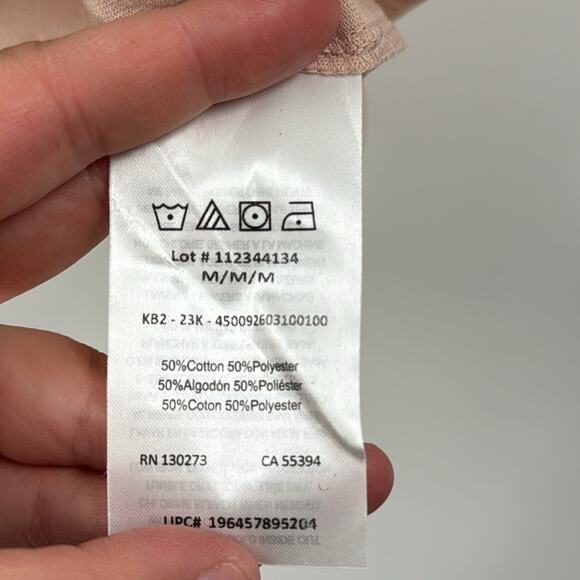 Lot # 112344134
M/M/M
KB2 - 23K - 450092603100100
50%Cotton 50%Polyester
50%Algodón 50%Poliéster
50%Coton 50%Polyester
RN 130273 CA 55394
UPC# 196457895204